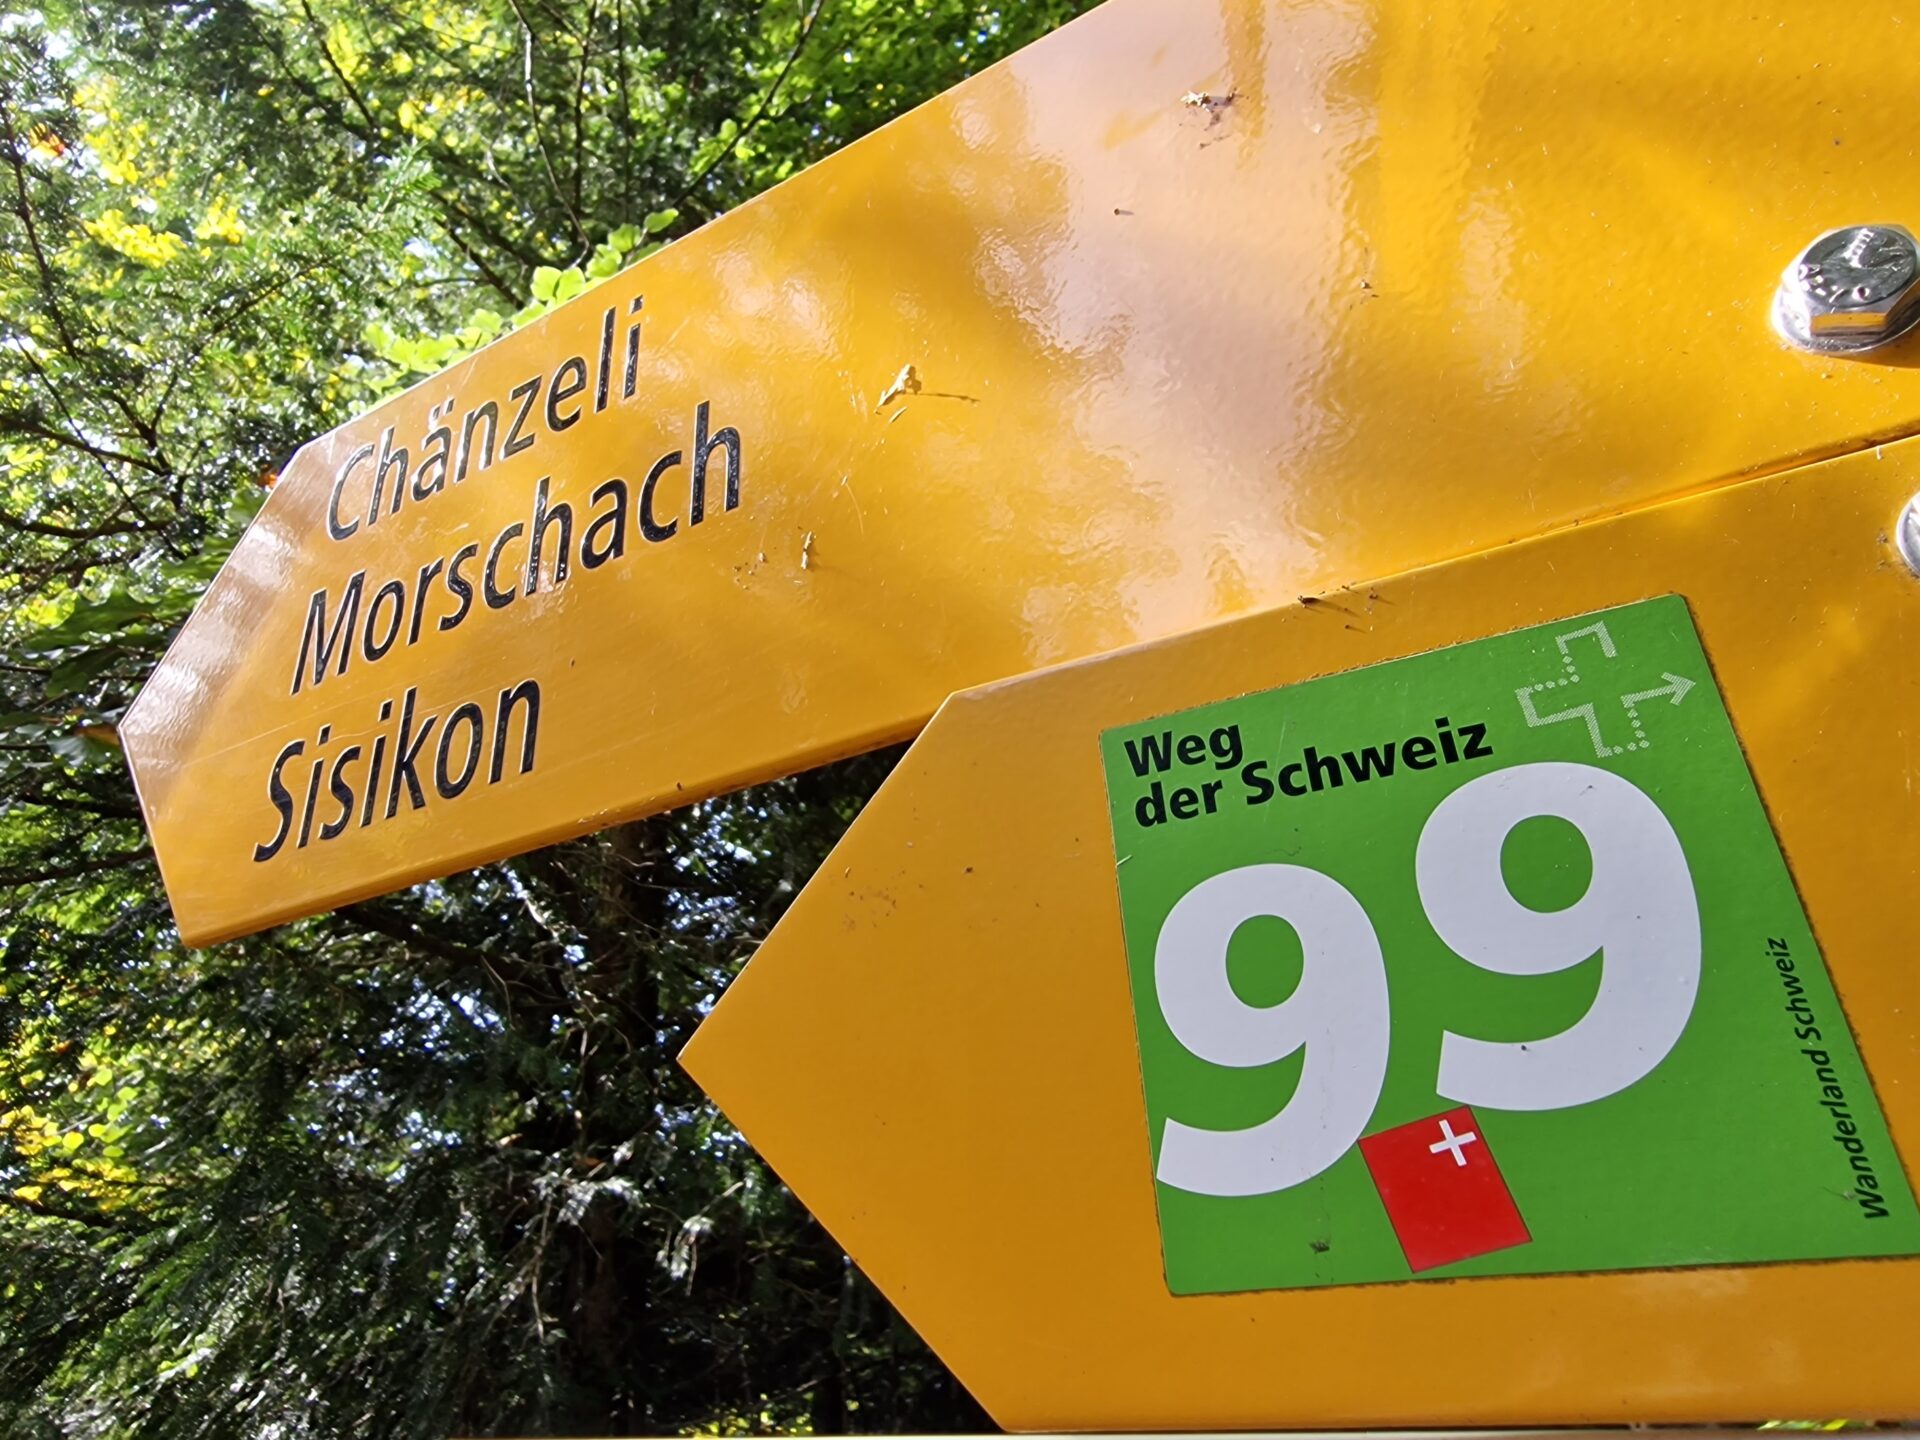 Chänzeli
Morschach
Sisikon
Weg
der Schweiz
99
Wanderland Schweiz